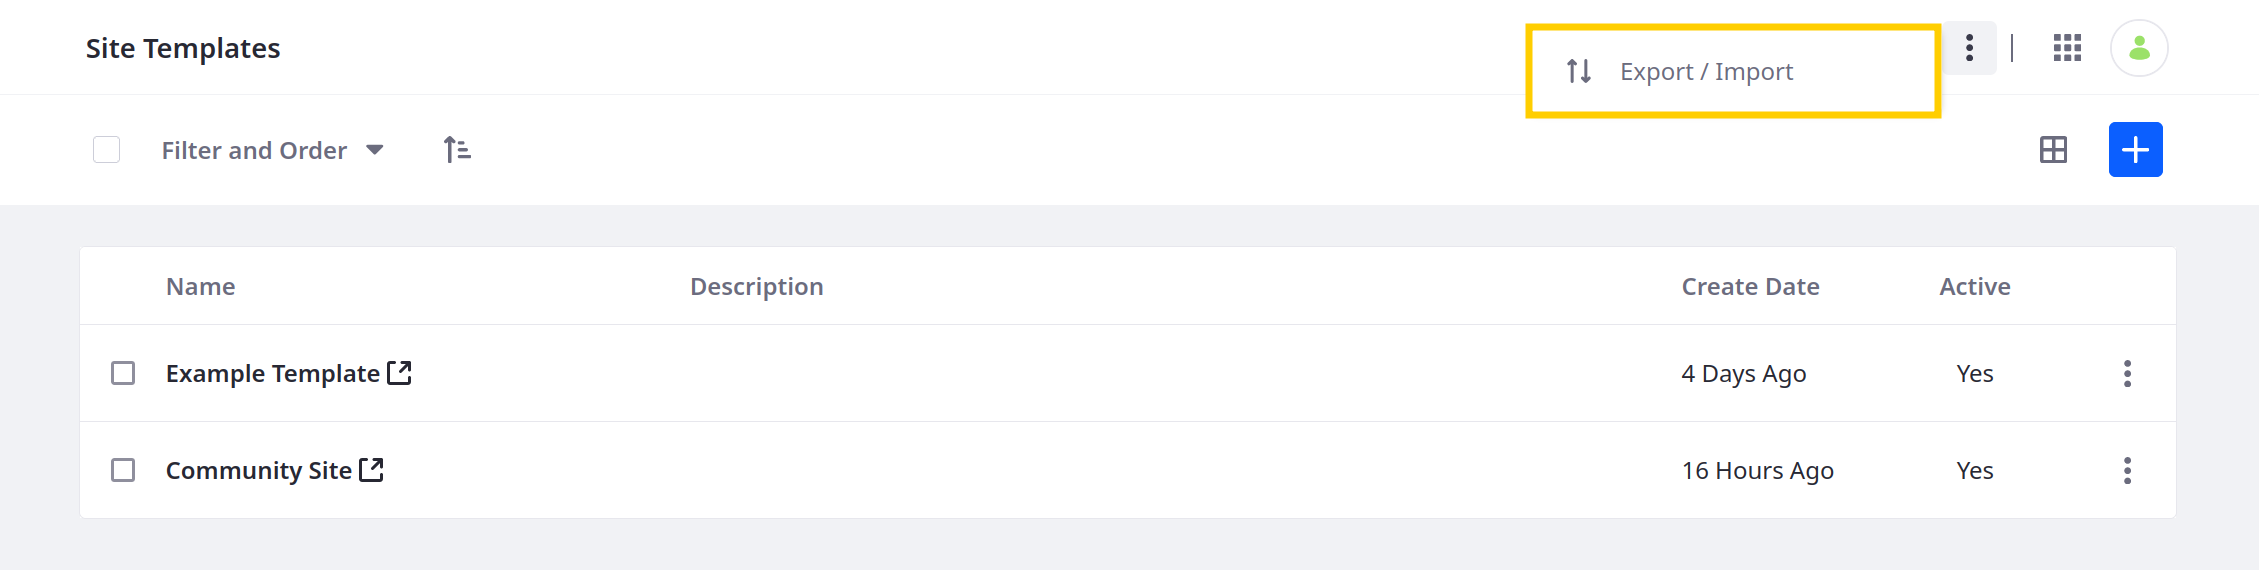 Site Templates
Export / Import
Filter and Order
Name Description Create Date Active
Example Template 4 Days Ago Yes
Community Site 16 Hours Ago Yes